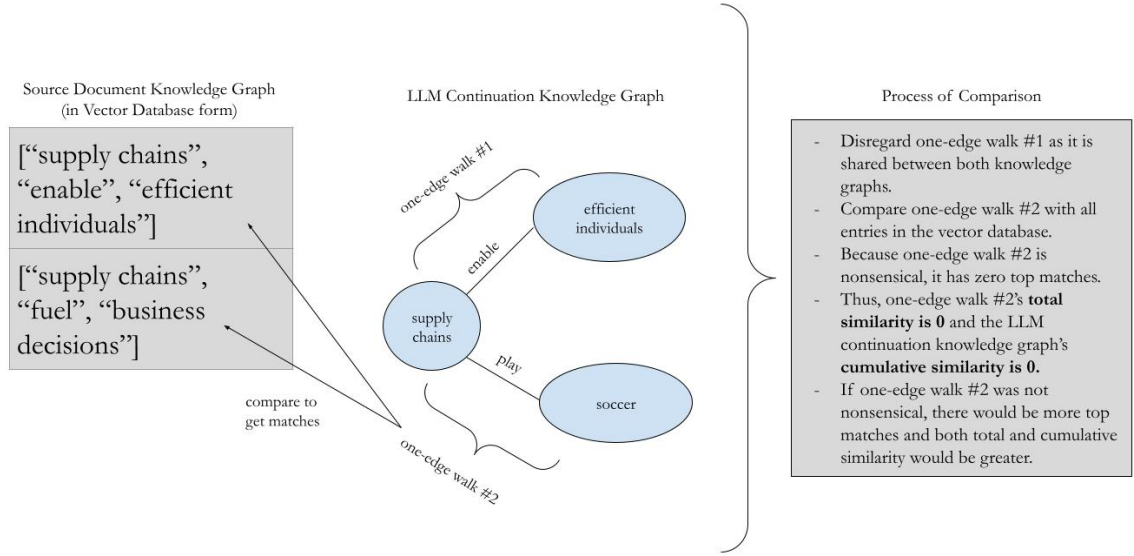 Source Document Knowledge Graph
(in Vector Database form)
[“supply chains”,
“enable”, “efficient
individuals”]
[“supply chains”,
“fuel”, “business
decisions”]
compare to
get matches
LLM Continuation Knowledge Graph
one-edge walk #1
efficient
individuals
enable
supply
chains
play
soccer
one-edge walk #2
Process of Comparison
- Disregard one-edge walk #1 as it is
shared between both knowledge
graphs.
- Compare one-edge walk #2 with all
entries in the vector database.
- Because one-edge walk #2 is
nonsensical, it has zero top matches.
- Thus, one-edge walk #2’s total
similarity is 0 and the LLM
continuation knowledge graph’s
cumulative similarity is 0.
- If one-edge walk #2 was not
nonsensical, there would be more top
matches and both total and cumulative
similarity would be greater.